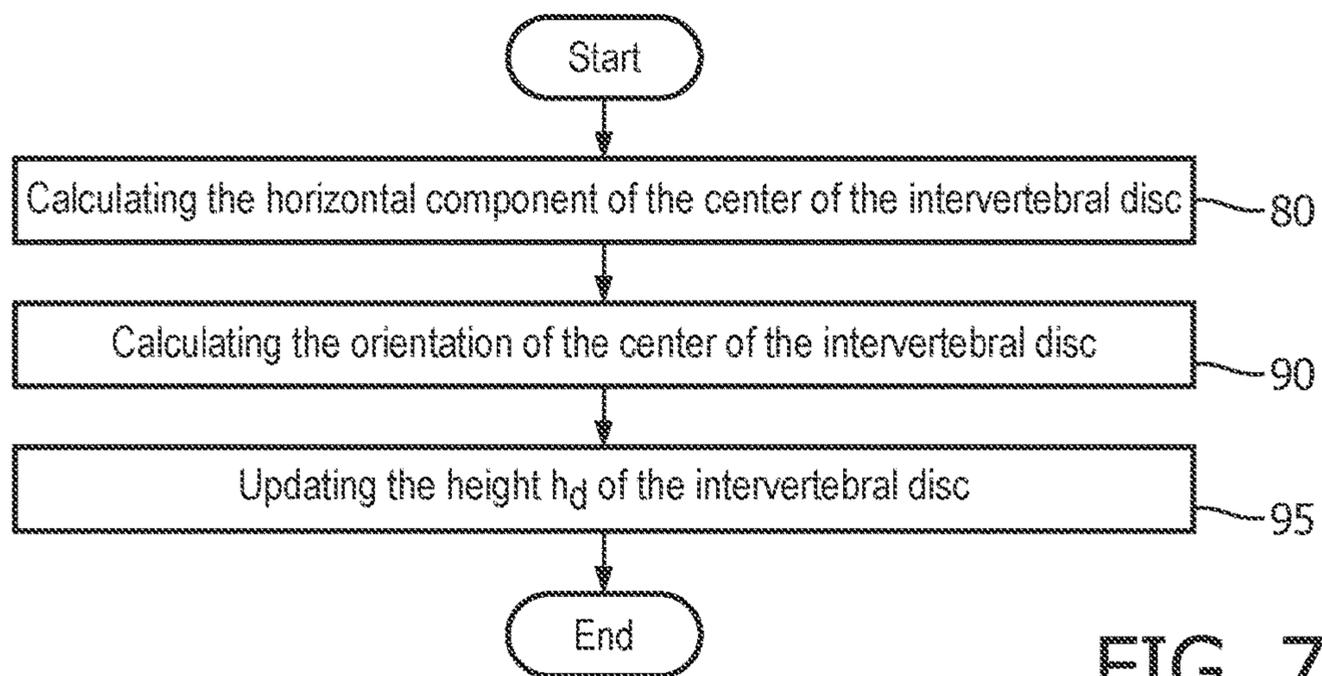 Start
Calculating the horizontal component of the center of the intervertebral disc
80
Calculating the orientation of the center of the intervertebral disc
90
Updating the height hd of the intervertebral disc
95
End
FIG. 7